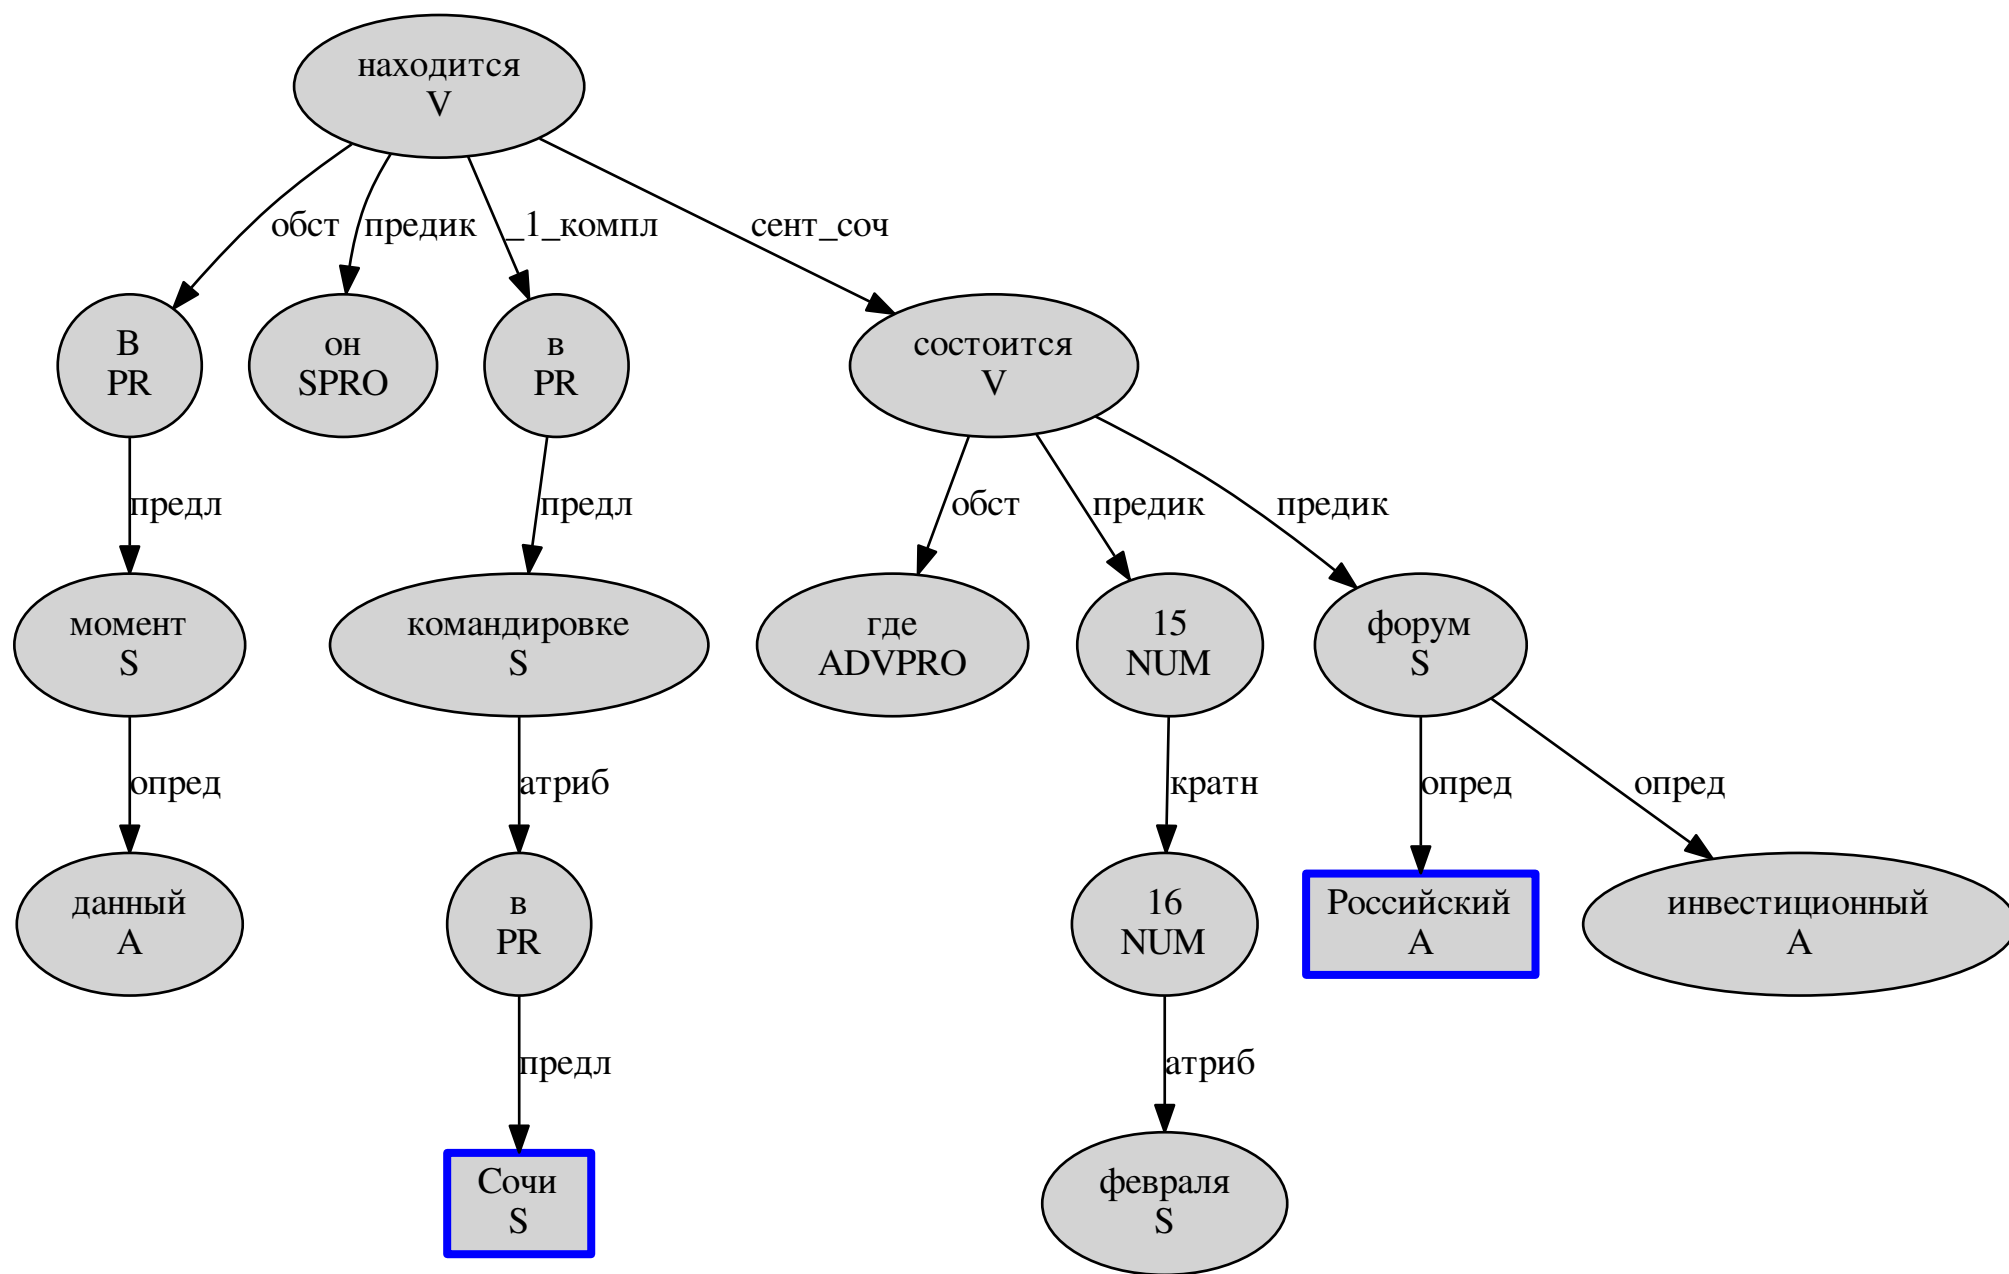 находится
V
обст
предик
_1_компл
сент_соч
В
PR
он
SPRO
в
PR
состоится
V
предл
предл
обст
предик
предик
момент
S
командировке
S
где
ADVPRO
15
NUM
форум
S
опред
атриб
кратн
опред
опред
данный
A
в
PR
16
NUM
Российский
A
инвестиционный
A
предл
атриб
Сочи
S
февраля
S